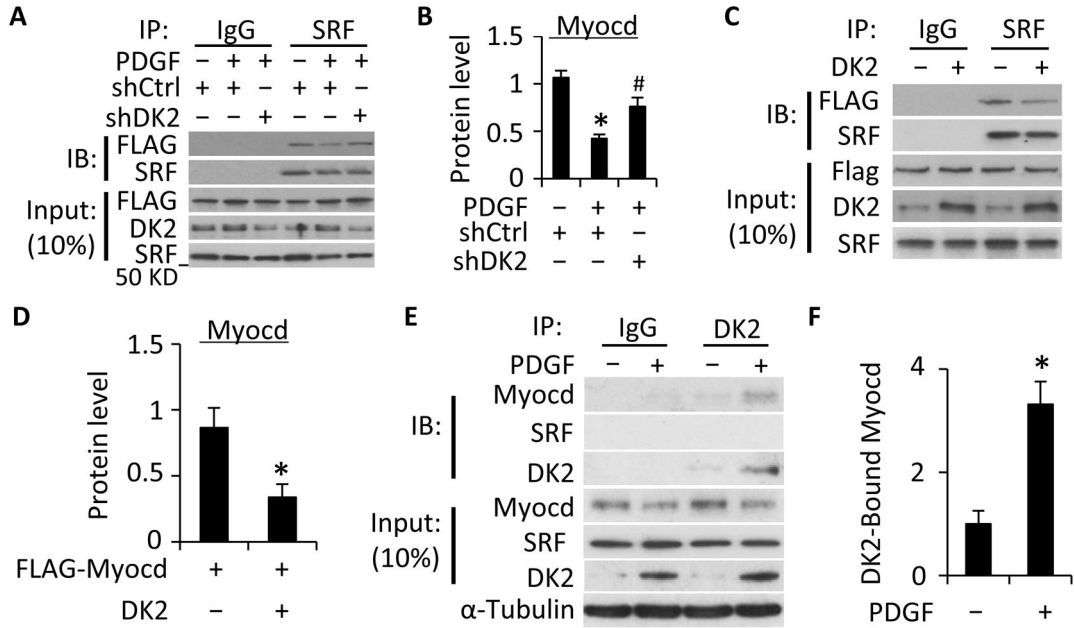 A
IP: IgG SRF
PDGF − + + − + +
shCtrl + + − + + −
shDK2 − − + − − +
IB: FLAG
SRF
Input: (10%) FLAG
DK2
SRF
50 KD
B
Myocd
Protein level
1.5
1
0.5
0
* #
PDGF − + +
shCtrl + + −
shDK2 − − +
C
IP: IgG SRF
DK2 − + − +
IB: FLAG
SRF
Input: (10%) Flag
DK2
SRF
D
Myocd
Protein level
1.5
1
0.5
0
*
FLAG-Myocd + +
DK2 − +
E
IP: IgG DK2
PDGF − + − +
IB: Myocd
SRF
DK2
Input: (10%) Myocd
SRF
DK2
α-Tubulin
F
DK2-Bound Myocd
4
2
0
*
PDGF − +